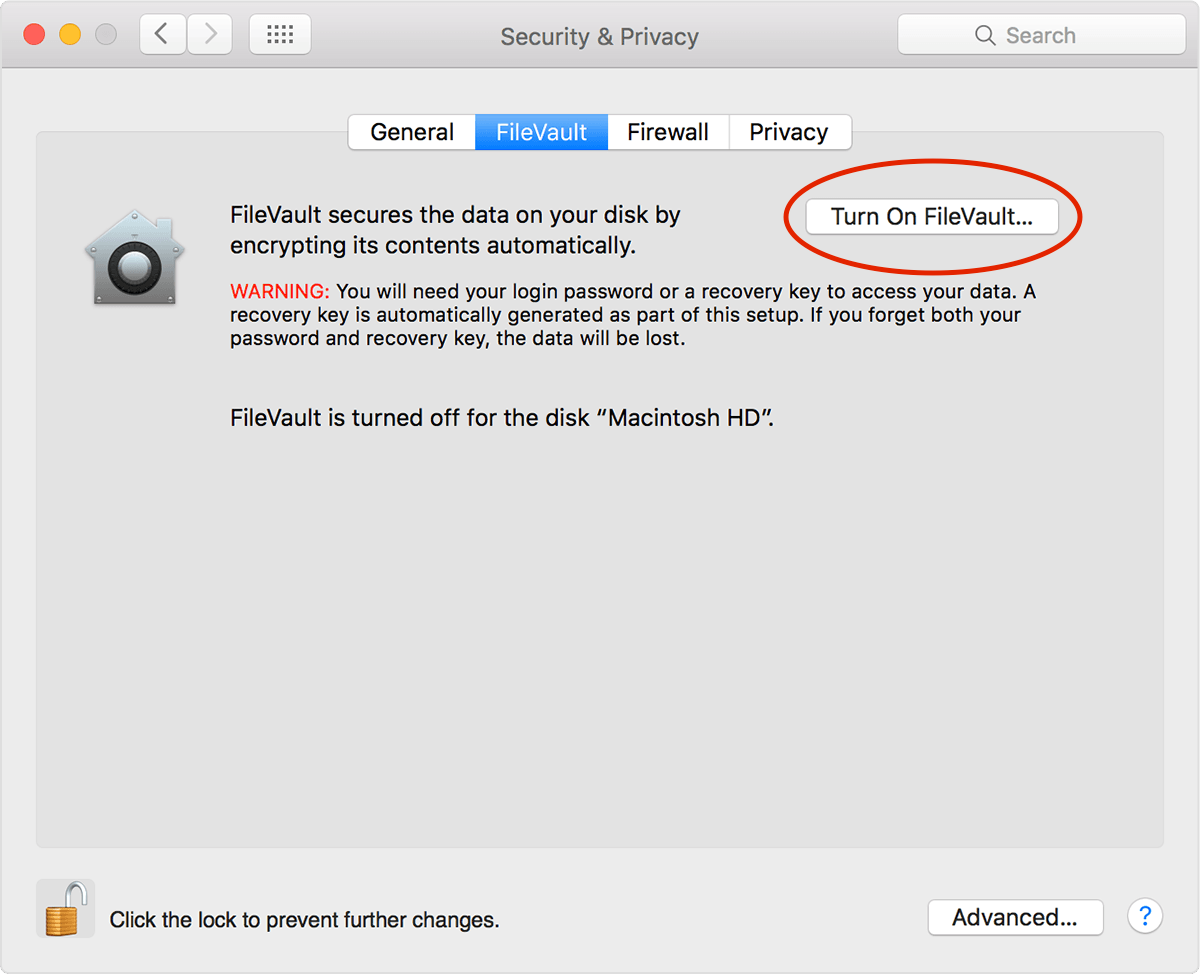 Security & Privacy
Search
General
FileVault
Firewall
Privacy
FileVault secures the data on your disk by
encrypting its contents automatically.
Turn On FileVault...
WARNING: You will need your login password or a recovery key to access your data. A
recovery key is automatically generated as part of this setup. If you forget both your
password and recovery key, the data will be lost.
FileVault is turned off for the disk “Macintosh HD”.
Click the lock to prevent further changes.
Advanced...
?